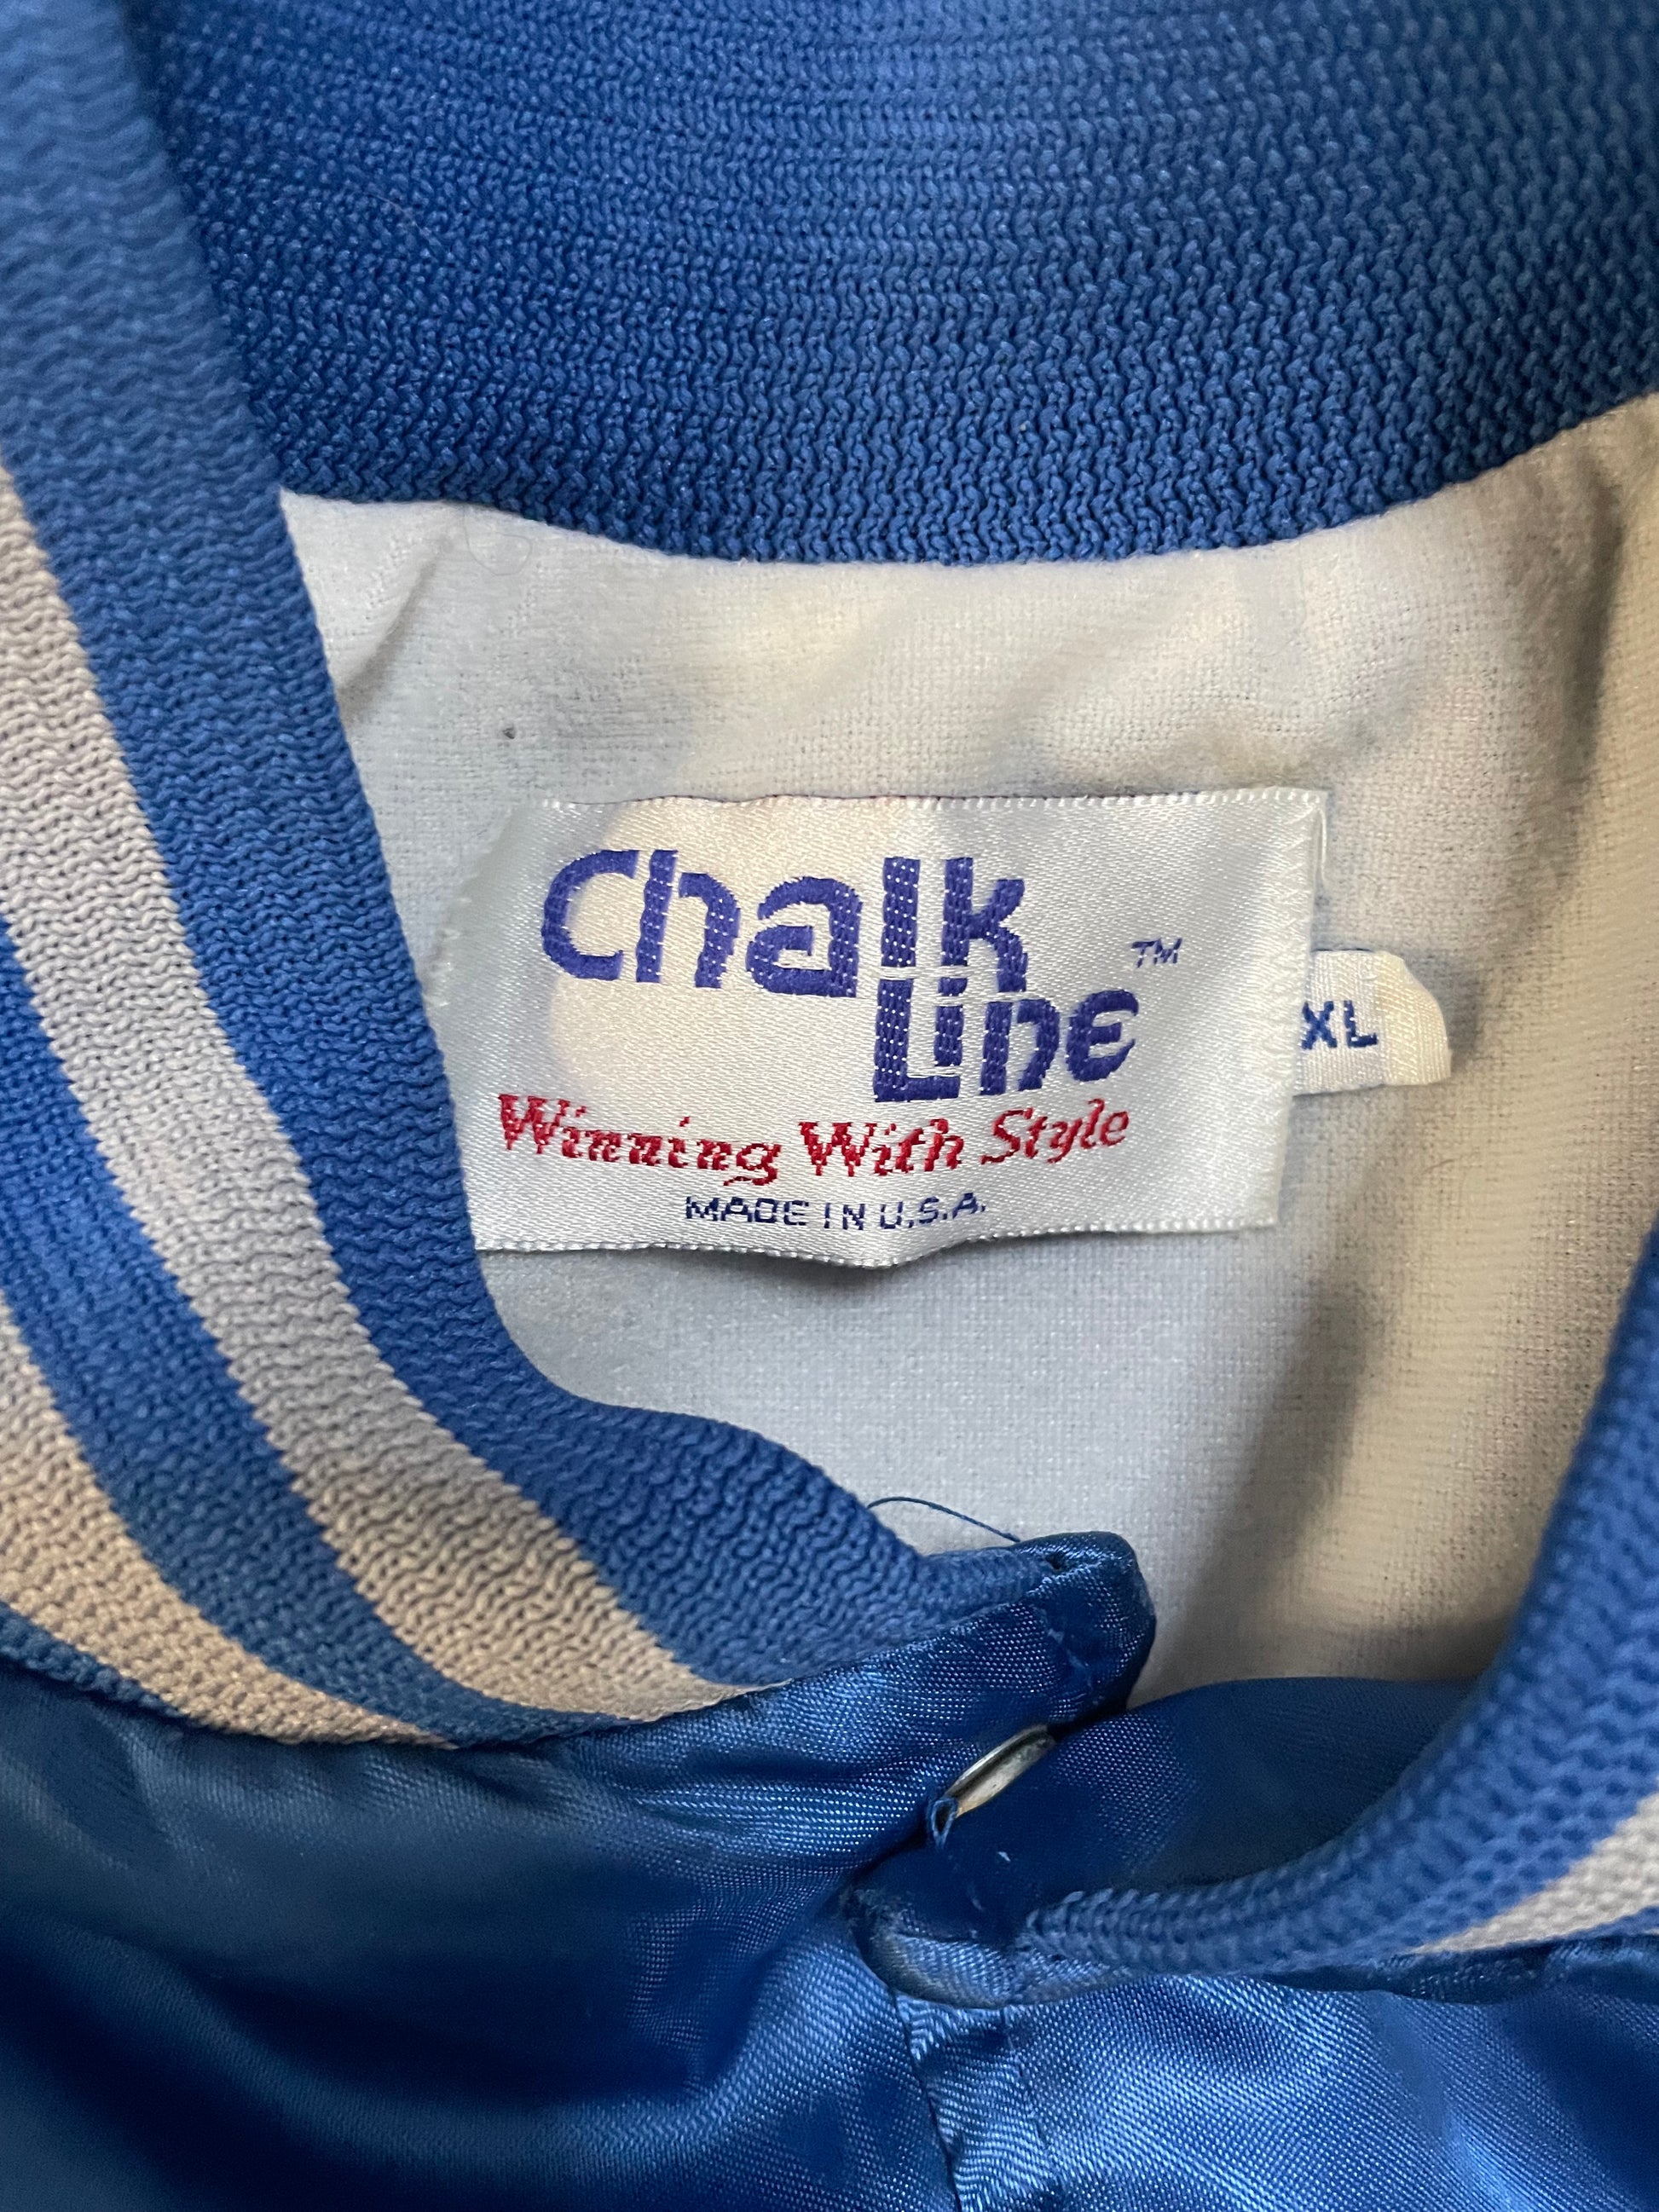 Chalk
Line ™
Winning With Style
MADE IN U.S.A.
XL